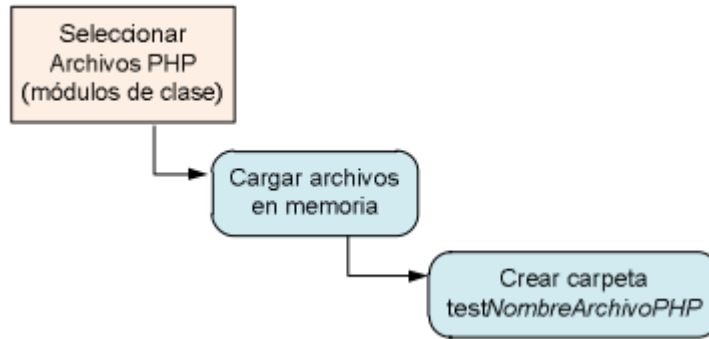 Seleccionar
Archivos PHP
(módulos de clase)
Cargar archivos
en memoria
Crear carpeta
testNombreArchivoPHP